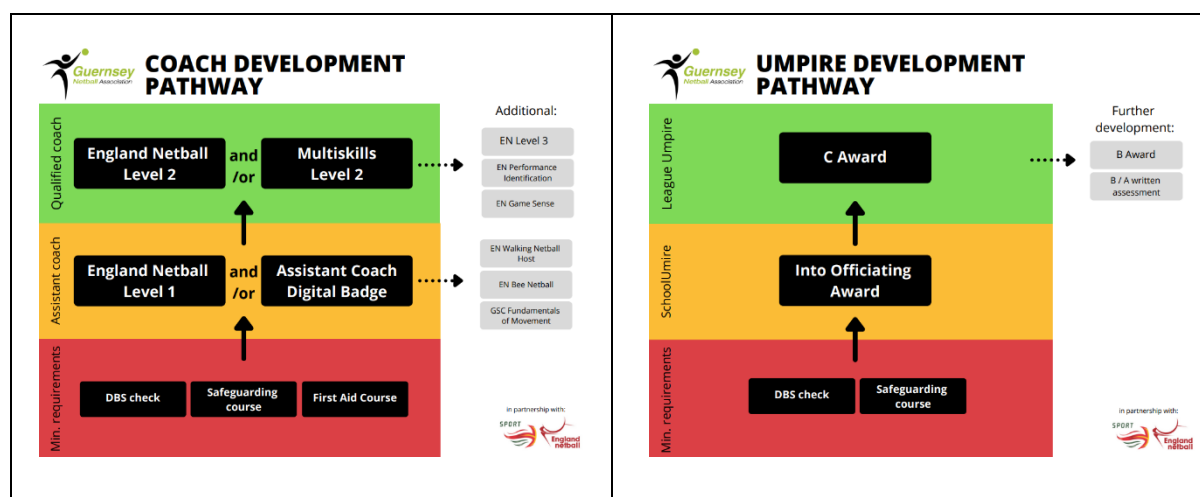 Guernsey
Netball Association
COACH DEVELOPMENT
PATHWAY
Qualified coach
England Netball
Level 2
and
/or
Multiskills
Level 2
Additional:
EN Level 3
EN Performance
Identification
EN Game Sense
Assistant coach
England Netball
Level 1
and
/or
Assistant Coach
Digital Badge
EN Walking Netball
Host
EN Bee Netball
GSC Fundamentals
of Movement
Min. requirements
DBS check
Safeguarding
course
First Aid Course
in partnership with:
SPORT
England
netball
Guernsey
Netball Association
UMPIRE DEVELOPMENT
PATHWAY
League Umpire
C Award
Further
development:
B Award
B / A written
assessment
SchoolUmire
Into Officiating
Award
Min. requirements
DBS check
Safeguarding
course
in partnership with:
SPORT
England
netball